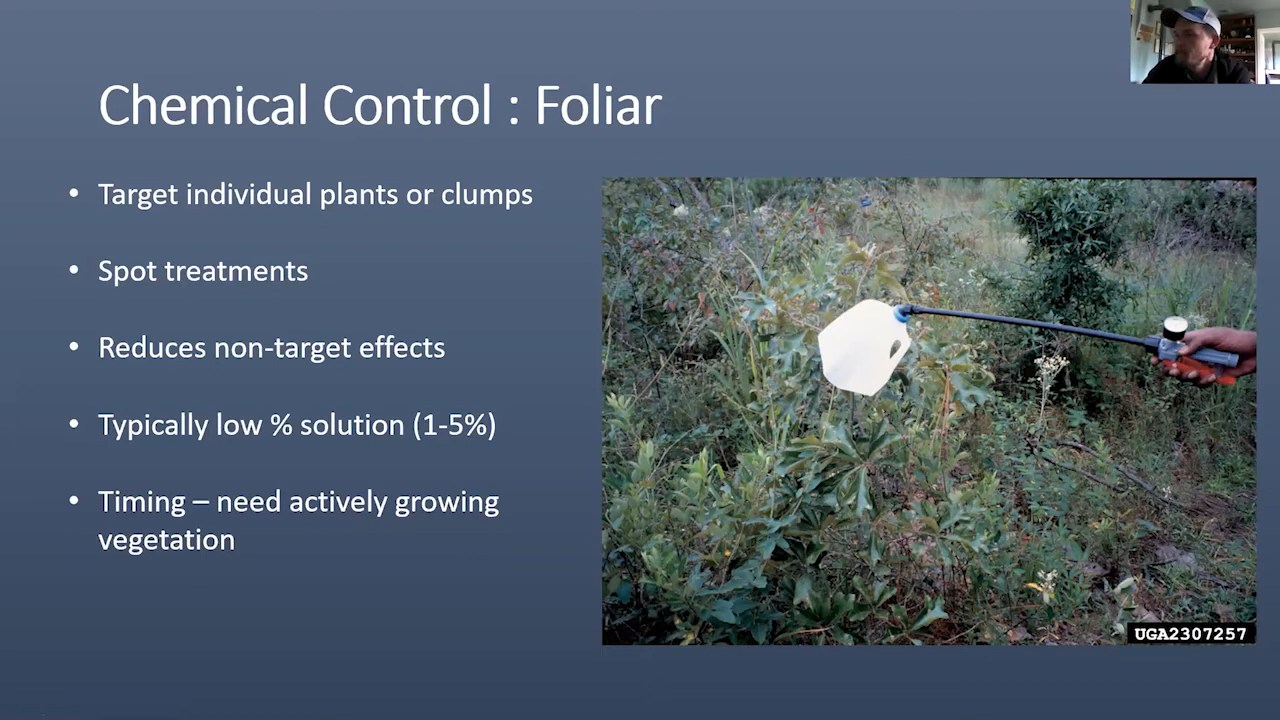 Chemical Control : Foliar
• Target individual plants or clumps
• Spot treatments
• Reduces non-target effects
• Typically low % solution (1-5%)
• Timing – need actively growing
vegetation
UGA2307257